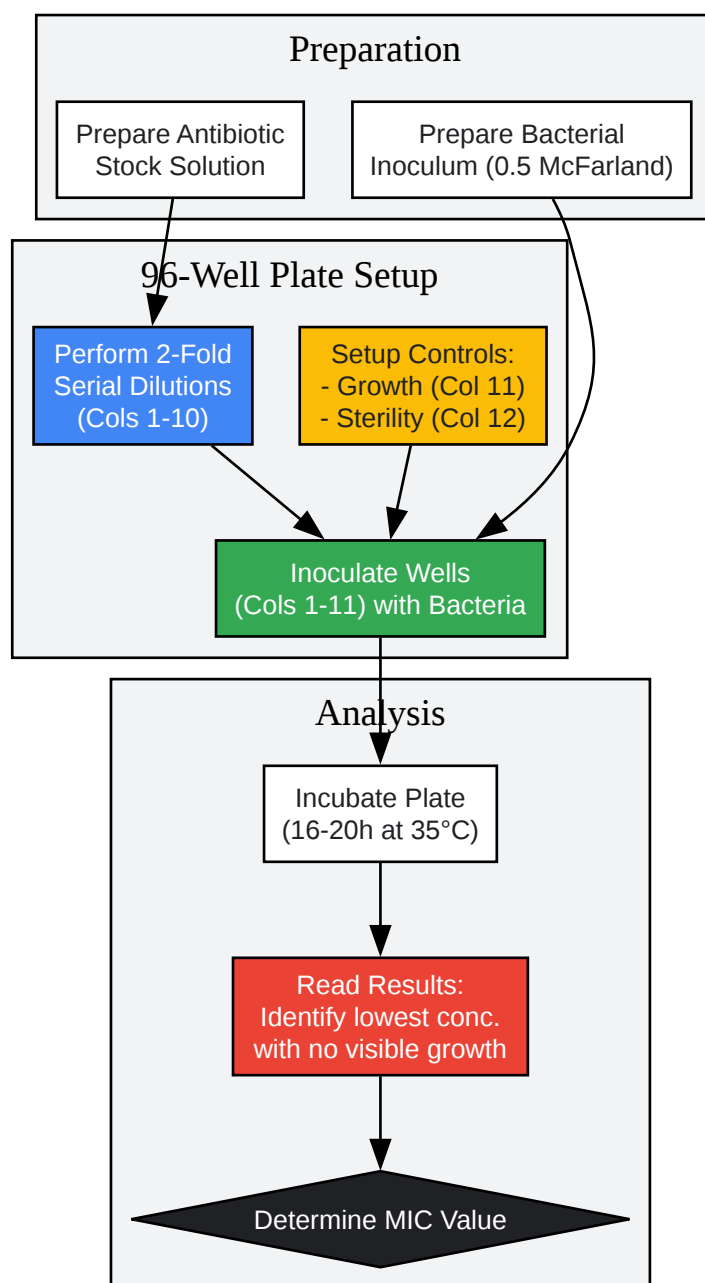 Preparation
Prepare Antibiotic
Stock Solution
Prepare Bacterial
Inoculum (0.5 McFarland)
96-Well Plate Setup
Perform 2-Fold
Serial Dilutions
(Cols 1-10)
Setup Controls:
- Growth (Col 11)
- Sterility (Col 12)
Inoculate Wells
(Cols 1-11) with Bacteria
Analysis
Incubate Plate
(16-20h at 35°C)
Read Results:
Identify lowest conc.
with no visible growth
Determine MIC Value